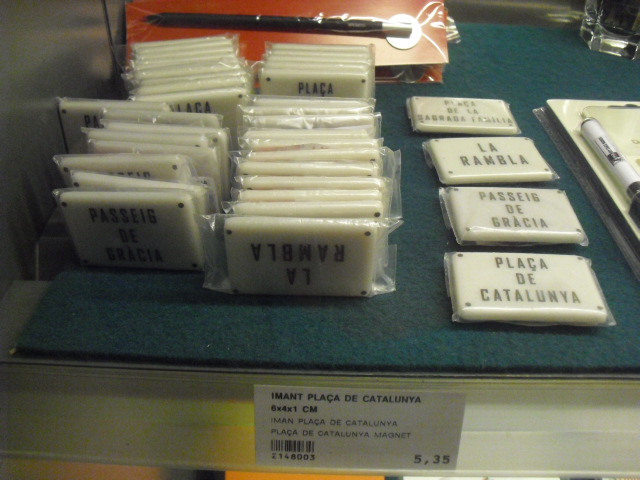 PLAÇA
PLAÇA
PASSEIG
DE
GRÀCIA
LA
RAMBLA
PLAÇA
DE LA
SAGRADA FAMÍLIA
LA
RAMBLA
PASSEIG
DE
GRÀCIA
PLAÇA
DE
CATALUNYA
IMANT PLAÇA DE CATALUNYA
6x4x1 CM
IMAN PLAÇA DE CATALUNYA
PLAÇA DE CATALUNYA MAGNET
2148003
5,35